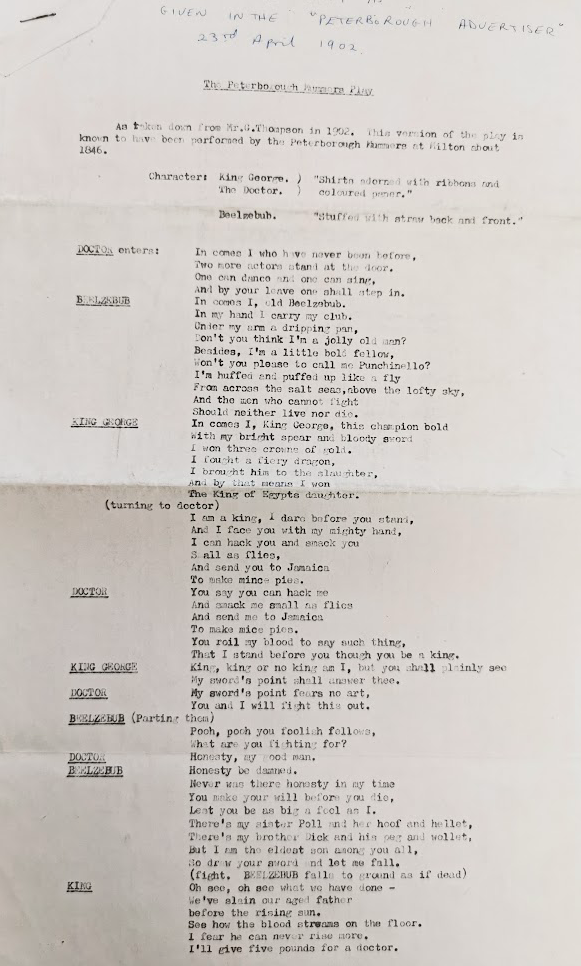 GIVEN IN THE "PETERBOROUGH ADVERTISER"
23rd April 1902.
The Peterborough Mummers Play
As taken down from Mr.G.Thompson in 1902. This version of the play is
known to have been performed by the Peterborough Mummers at Milton about
1846.
Character: King George. ) "Shirts adorned with ribbons and
The Doctor. ) coloured paper."
Beelzebub. "Stuffed with straw back and front."
DOCTOR enters: In comes I who have never been before,
Two more actors stand at the door.
One can dance and one can sing,
And by your leave one shall step in.
BEELZEBUB In comes I, old Beelzebub.
In my hand I carry my club.
Under my arm a dripping pan,
Don't you think I'm a jolly old man?
Besides, I'm a little bold fellow,
Won't you please to call me Punchinello?
I'm huffed and puffed up like a fly
From across the salt seas,above the lofty sky,
And the men who cannot fight
Should neither live nor die.
KING GEORGE In comes I, King George, this champion bold
With my bright spear and bloody sword
I won three crowns of gold.
I fought a fiery dragon,
I brought him to the slaughter,
And by that means I won
The King of Egypts daughter.
(turning to doctor)
I am a king, I dare before you stand,
And I face you with my mighty hand,
I can hack you and smack you
Small as flies,
And send you to Jamaica
To make mince pies.
DOCTOR You say you can hack me
And smack me small as flies
And send me to Jamaica
To make mice pies.
You roil my blood to say such thing,
That I stand before you though you be a king.
KING GEORGE King, king or no king am I, but you shall plainly see
My sword's point shall answer thee.
DOCTOR My sword's point fears no art,
You and I will fight this out.
BEELZEBUB (Parting them)
Pooh, pooh you foolish fellows,
What are you fighting for?
DOCTOR Honesty, my good man.
BEELZEBUB Honesty be damned.
Never was there honesty in my time
You make your will before you die,
Lest you be as big a fool as I.
There's my sister Poll and her hoof and hellet,
There's my brother Dick and his peg and wollet,
But I am the eldest son among you all,
So draw your sword and let me fall.
(fight. BEELZEBUB falls to ground as if dead)
KING Oh see, oh see what we have done -
We've slain our aged father
before the rising sun.
See how the blood streams on the floor.
I fear he can never rise more.
I'll give five pounds for a doctor.